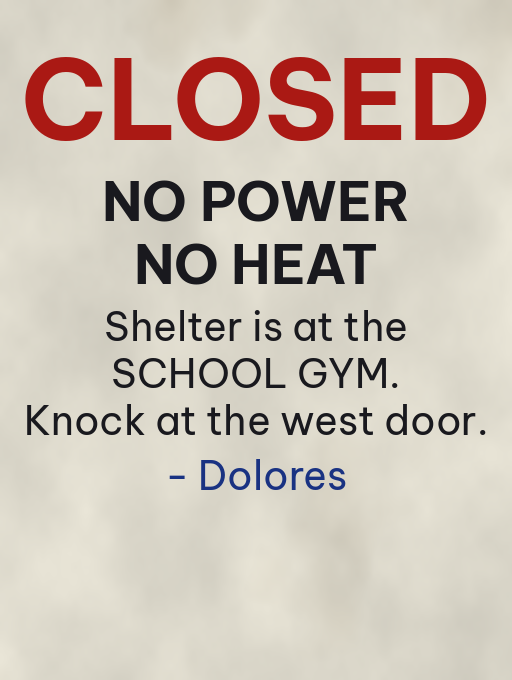 CLOSED
NO POWER
NO HEAT
Shelter is at the
SCHOOL GYM.
Knock at the west door.
– Dolores